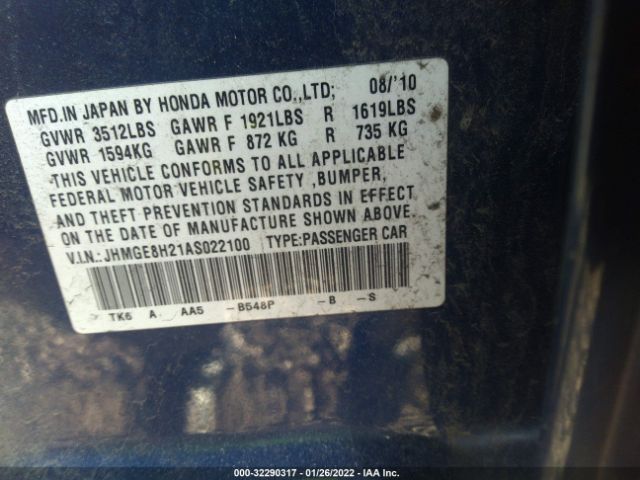 MFD.IN JAPAN BY HONDA MOTOR CO.,LTD; 08/'10
GVWR 3512LBS GAWR F 1921LBS R 1619LBS
GVWR 1594KG GAWR F 872 KG R 735 KG
THIS VEHICLE CONFORMS TO ALL APPLICABLE
FEDERAL MOTOR VEHICLE SAFETY ,BUMPER,
AND THEFT PREVENTION STANDARDS IN EFFECT
ON THE DATE OF MANUFACTURE SHOWN ABOVE.
V.I.N.: JHMGE8H21AS022100 TYPE:PASSENGER CAR
TK6 A AA5 -B548P -B -S
000-32290317 - 01/26/2022 - IAA Inc.